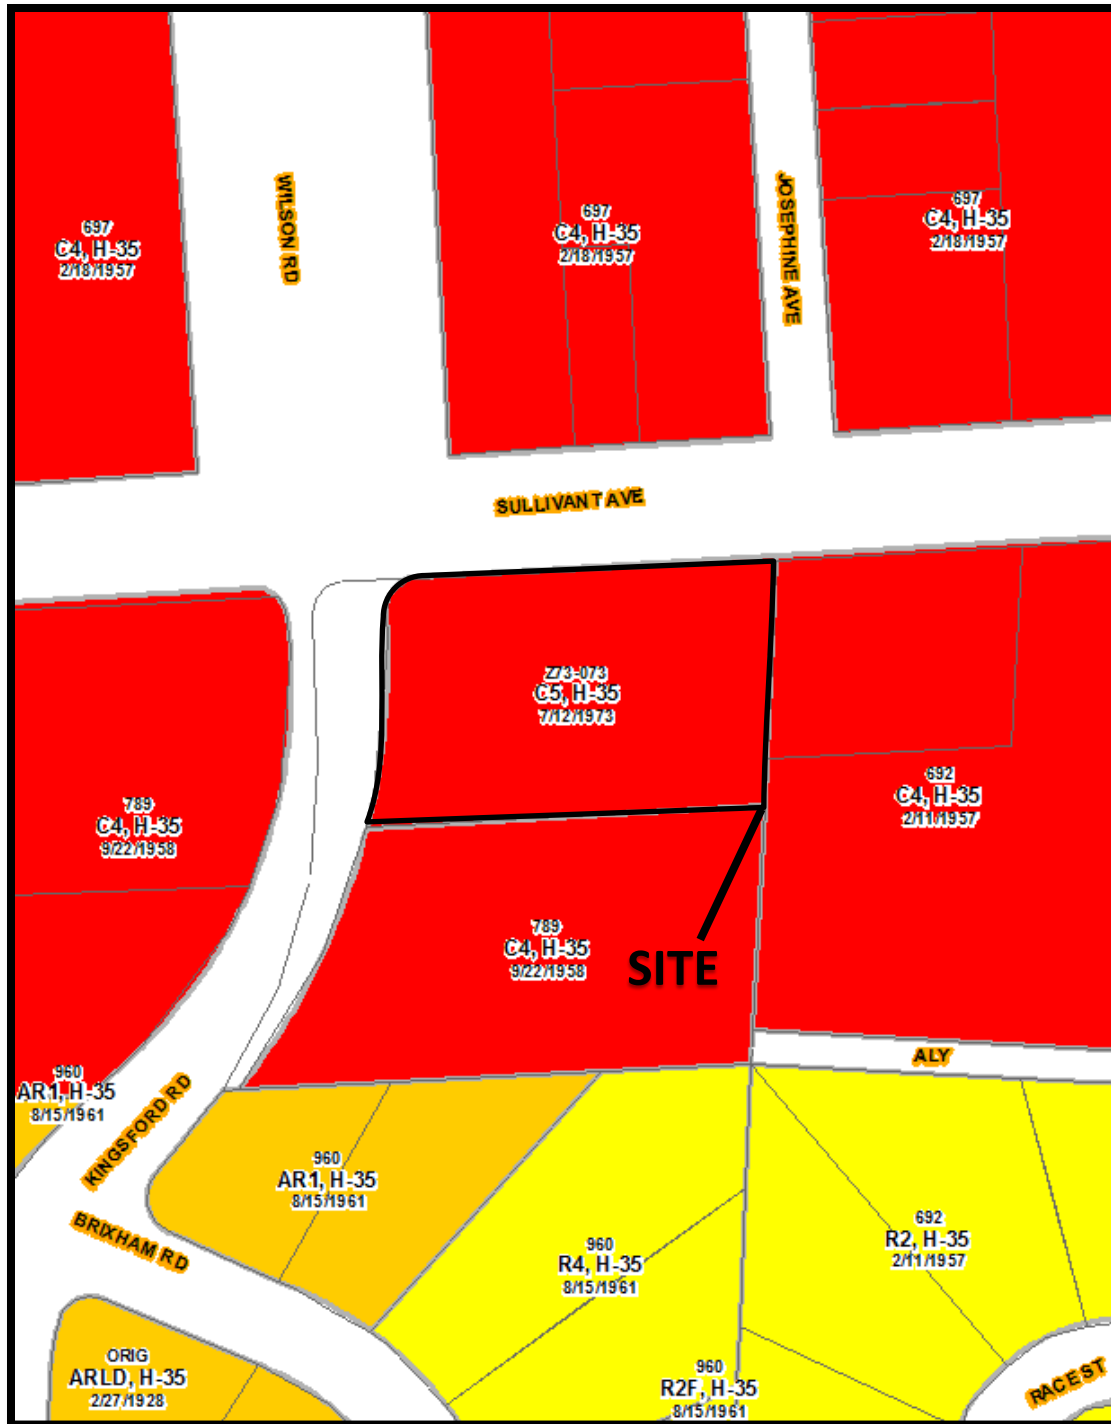 WILSON RD
JOSEPHINE AVE
697
C4, H-35
2/18/1957
697
C4, H-35
2/18/1957
697
C4, H-35
2/18/1957
SULLIVANT AVE
Z73-073
C5, H-35
7/12/1973
692
C4, H-35
2/11/1957
789
C4, H-35
9/22/1958
789
C4, H-35
9/22/1958
SITE
ALY
960
AR1, H-35
8/15/1961
KINGSFORD RD
960
AR1, H-35
8/15/1961
BRIXHAM RD
960
R4, H-35
8/15/1961
692
R2, H-35
2/11/1957
ORIG
ARLD, H-35
2/27/1928
960
R2F, H-35
8/15/1961
RACE ST